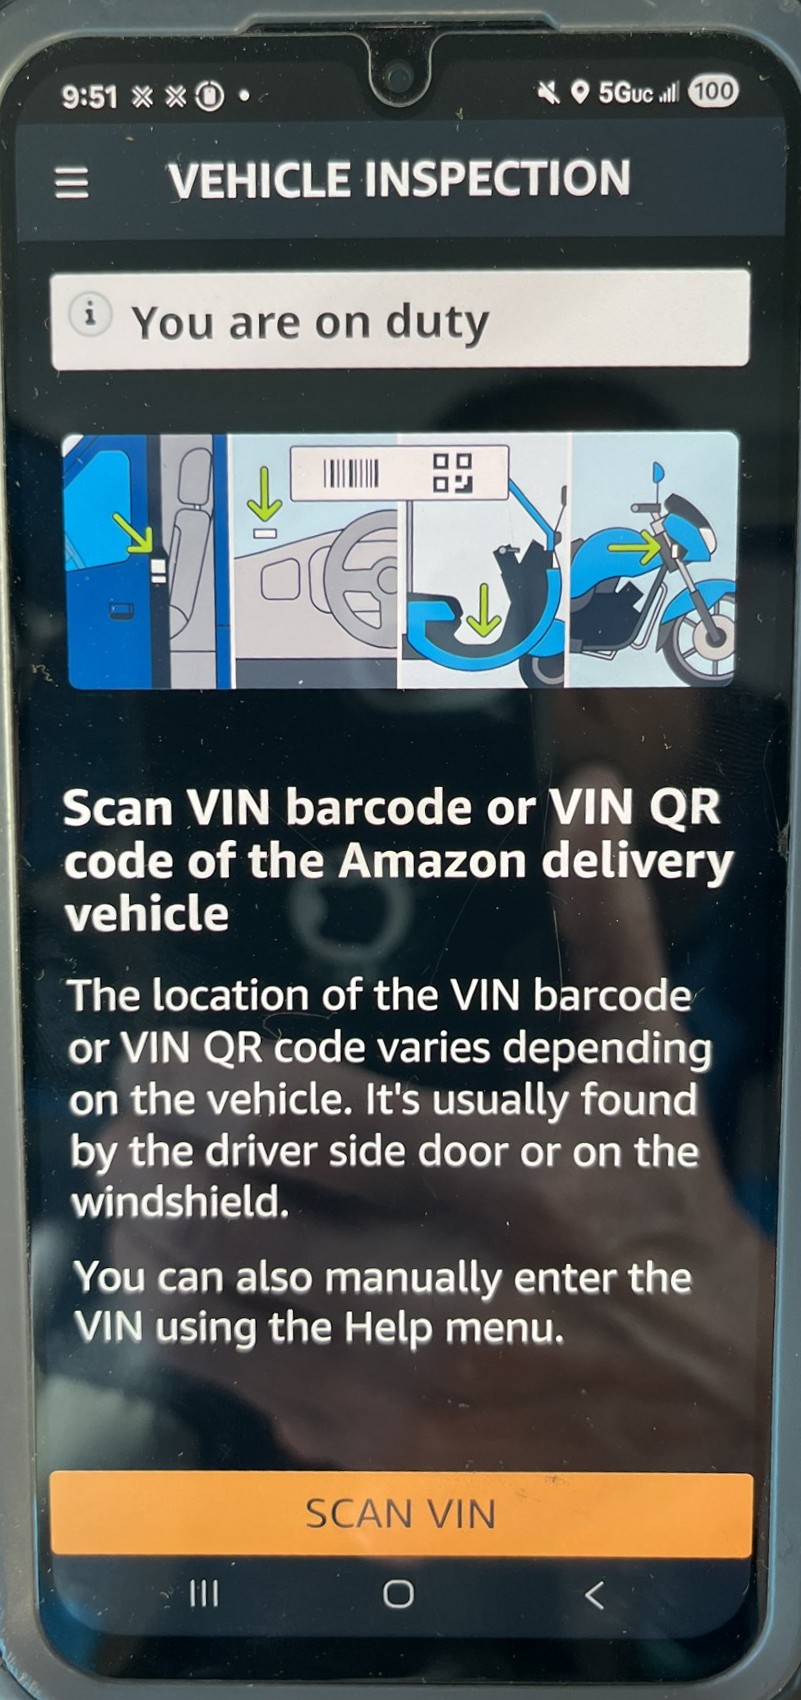 9:51
5Guc 100
VEHICLE INSPECTION
i You are on duty
Scan VIN barcode or VIN QR
code of the Amazon delivery
vehicle
The location of the VIN barcode
or VIN QR code varies depending
on the vehicle. It's usually found
by the driver side door or on the
windshield.
You can also manually enter the
VIN using the Help menu.
SCAN VIN